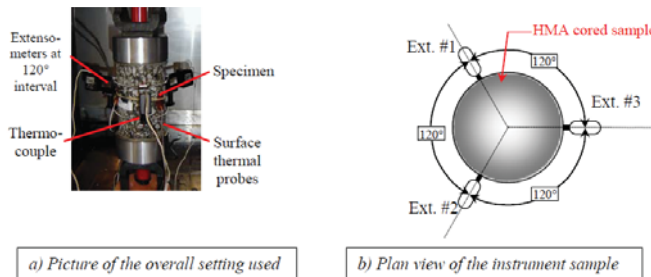 Extenso-
meters at
120° interval
Thermo-
couple
Specimen
Surface
thermal
probes
a) Picture of the overall setting used
HMA cored sample
Ext. #1
120°
Ext. #3
120°
Ext. #2
120°
b) Plan view of the instrument sample